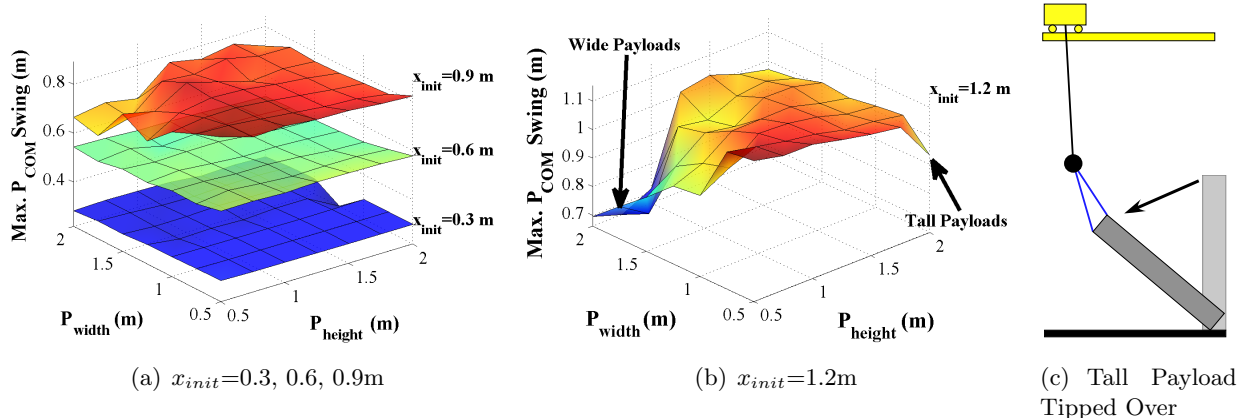 Max. P_COM Swing (m)
0.8
0.6
0.4
x_init=0.9 m
x_init=0.6 m
x_init=0.3 m
2
1.5
1
0.5
0.5
1
1.5
2
P_width (m)
P_height (m)
(a) x_init=0.3, 0.6, 0.9m
Wide Payloads
Max. P_COM Swing (m)
1.1
1
0.9
0.8
0.7
x_init=1.2 m
Tall Payloads
2
1.5
1
0.5
0.5
1
1.5
2
P_width (m)
P_height (m)
(b) x_init=1.2m
(c) Tall Payload
Tipped Over